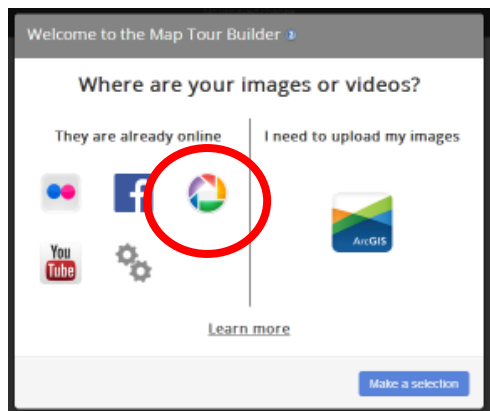 Welcome to the Map Tour Builder
Where are your images or videos?
They are already online
I need to upload my images
f
You
Tube
ArcGIS
Learn more
Make a selection